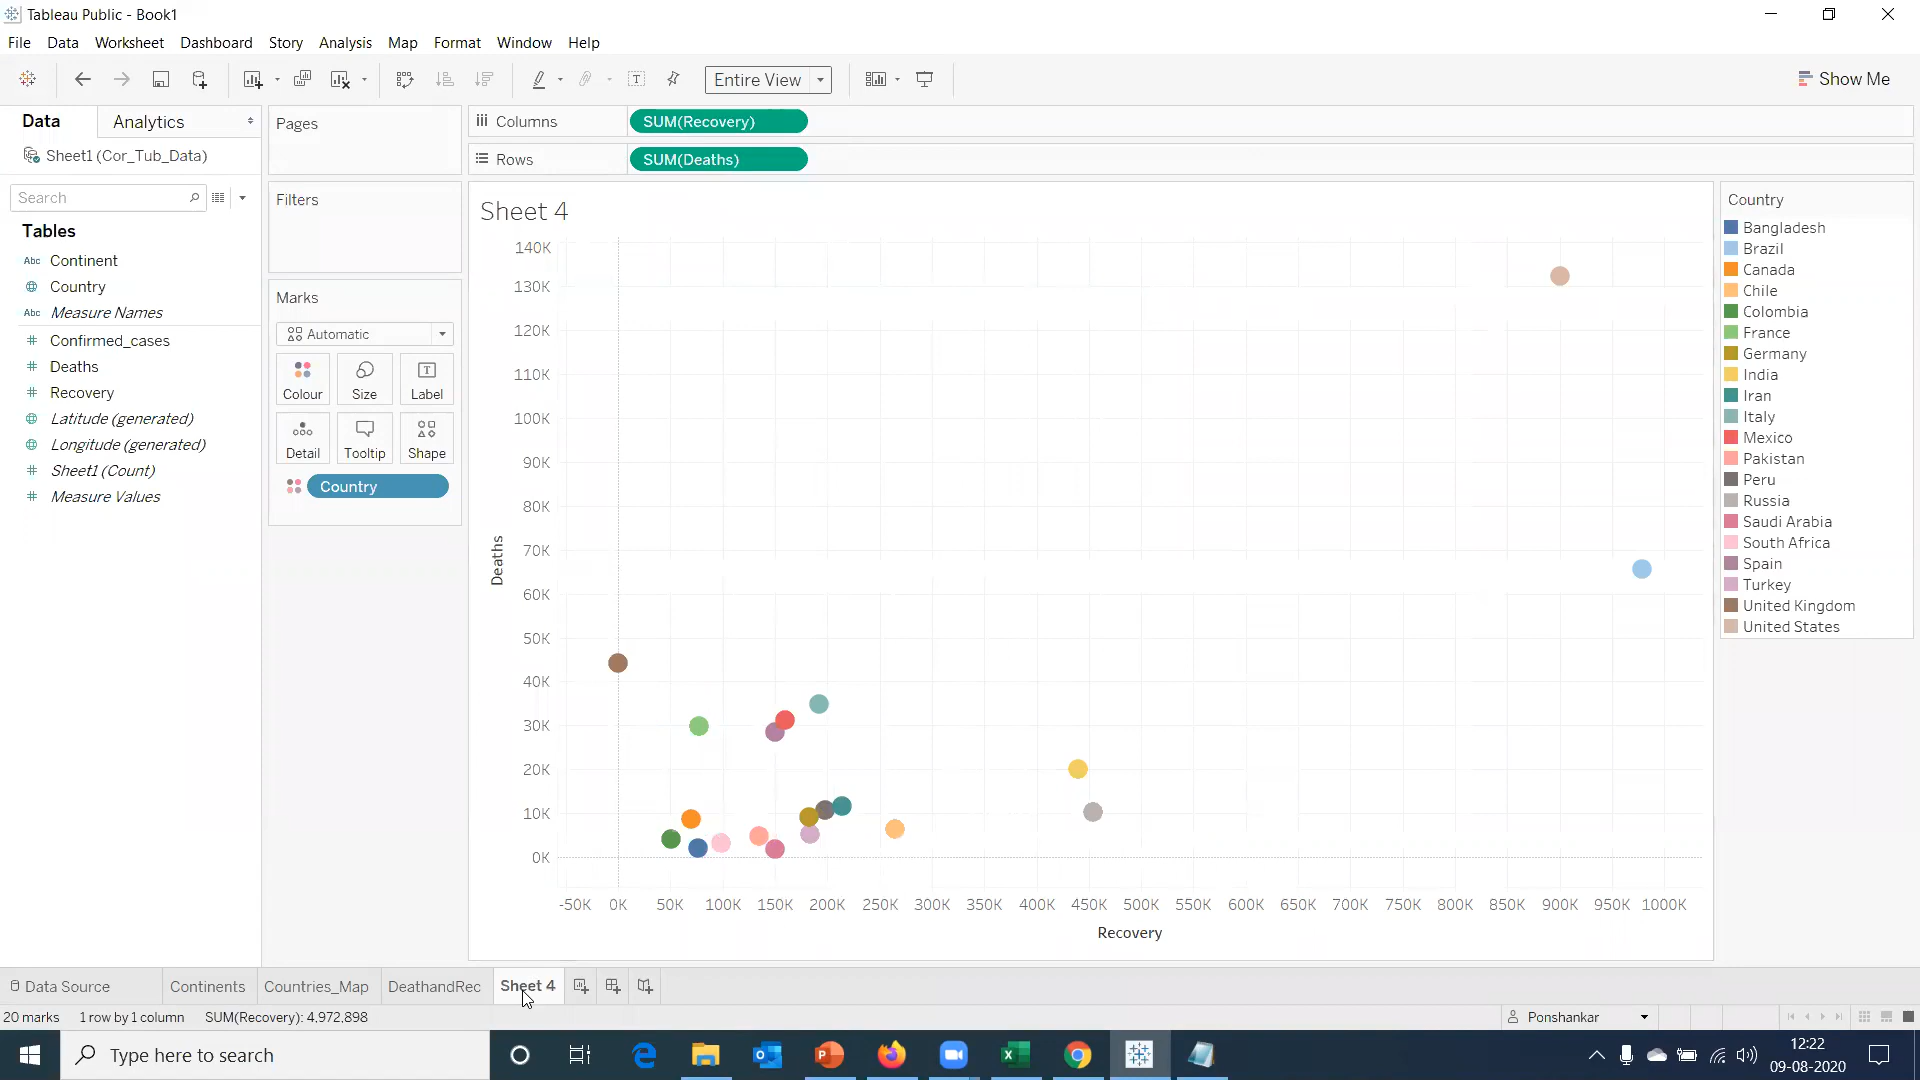 Tableau Public - Book1
File Data Worksheet Dashboard Story Analysis Map Format Window Help
Entire View
Show Me
Data Analytics
Sheet1 (Cor_Tub_Data)
Search
Tables
Abc Continent
Country
Abc Measure Names
# Confirmed_cases
# Deaths
# Recovery
Latitude (generated)
Longitude (generated)
# Sheet1 (Count)
# Measure Values
Pages
Filters
Marks
Automatic
Colour Size Label
Detail Tooltip Shape
Country
Columns SUM(Recovery)
Rows SUM(Deaths)
Sheet 4
140K
130K
120K
110K
100K
90K
80K
70K
60K
50K
40K
30K
20K
10K
0K
Deaths
-50K 0K 50K 100K 150K 200K 250K 300K 350K 400K 450K 500K 550K 600K 650K 700K 750K 800K 850K 900K 950K 1000K
Recovery
Country
Bangladesh
Brazil
Canada
Chile
Colombia
France
Germany
India
Iran
Italy
Mexico
Pakistan
Peru
Russia
Saudi Arabia
South Africa
Spain
Turkey
United Kingdom
United States
Data Source Continents Countries_Map DeathandRec Sheet 4
20 marks 1 row by 1 column SUM(Recovery): 4,972,898
Ponshankar
Type here to search
12:22
09-08-2020